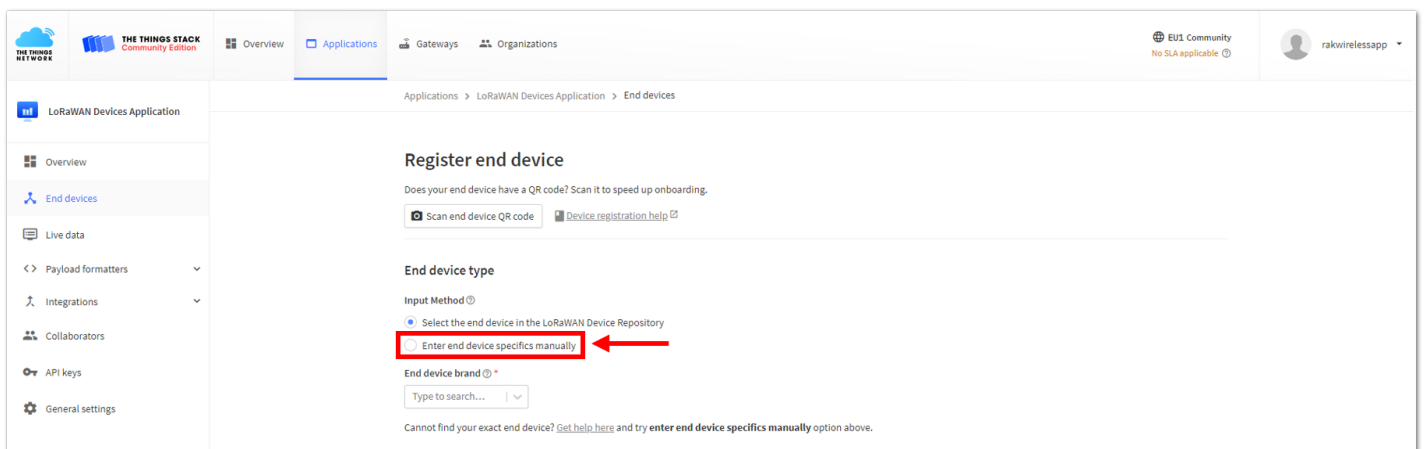 THE THINGS
NETWORK
THE THINGS STACK
Community Edition
Overview
Applications
Gateways
Organizations
EU1 Community
No SLA applicable
rakwirelessapp
LoRaWAN Devices Application
Overview
End devices
Live data
Payload formatters
Integrations
Collaborators
API keys
General settings
Applications > LoRaWAN Devices Application > End devices
Register end device
Does your end device have a QR code? Scan it to speed up onboarding.
Scan end device QR code
Device registration help
End device type
Input Method
Select the end device in the LoRaWAN Device Repository
Enter end device specifics manually
End device brand *
Type to search...
Cannot find your exact end device? Get help here and try enter end device specifics manually option above.